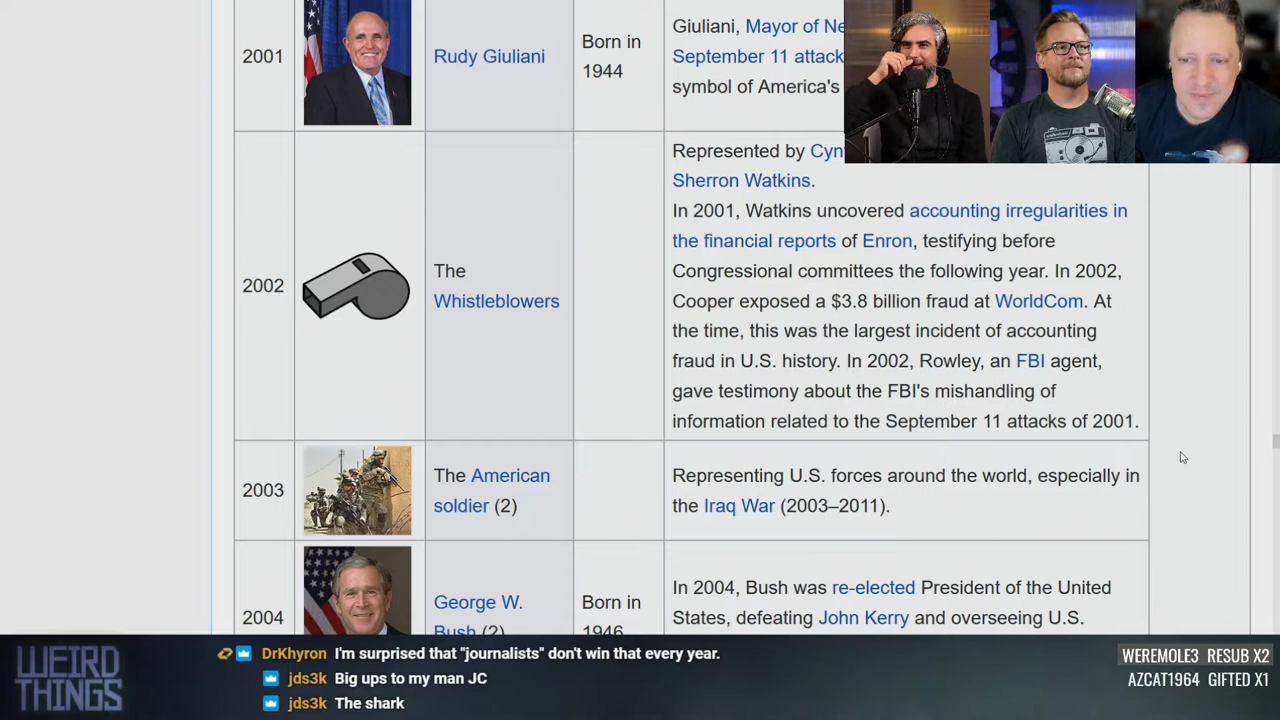 2001
Rudy Giuliani
Born in
1944
Giuliani, Mayor of Ne
September 11 attack
symbol of America's
2002
The
Whistleblowers
Represented by Cyn
Sherron Watkins.
In 2001, Watkins uncovered accounting irregularities in
the financial reports of Enron, testifying before
Congressional committees the following year. In 2002,
Cooper exposed a $3.8 billion fraud at WorldCom. At
the time, this was the largest incident of accounting
fraud in U.S. history. In 2002, Rowley, an FBI agent,
gave testimony about the FBI's mishandling of
information related to the September 11 attacks of 2001.
2003
The American
soldier (2)
Representing U.S. forces around the world, especially in
the Iraq War (2003–2011).
2004
George W.
Bush (2)
Born in
1946
In 2004, Bush was re-elected President of the United
States, defeating John Kerry and overseeing U.S.
WEIRD
THINGS
DrKhyron I'm surprised that "journalists" don't win that every year.
jds3k Big ups to my man JC
jds3k The shark
WEREMOLE3 RESUB X2
AZCAT1964 GIFTED X1